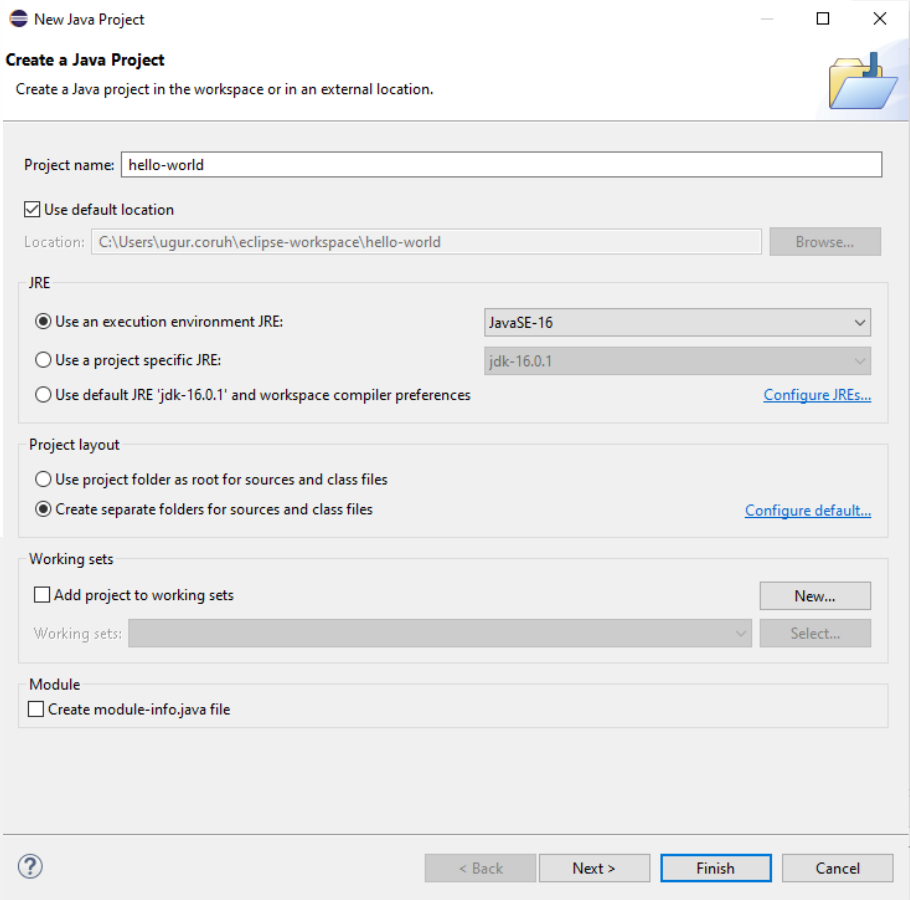 New Java Project
Create a Java Project
Create a Java project in the workspace or in an external location.
Project name: hello-world
Use default location
Location: C:\Users\ugur.coruh\eclipse-workspace\hello-world Browse...
JRE
Use an execution environment JRE: JavaSE-16
Use a project specific JRE: jdk-16.0.1
Use default JRE 'jdk-16.0.1' and workspace compiler preferences Configure JREs...
Project layout
Use project folder as root for sources and class files
Create separate folders for sources and class files Configure default...
Working sets
Add project to working sets New...
Working sets: Select...
Module
Create module-info.java file
? < Back Next > Finish Cancel